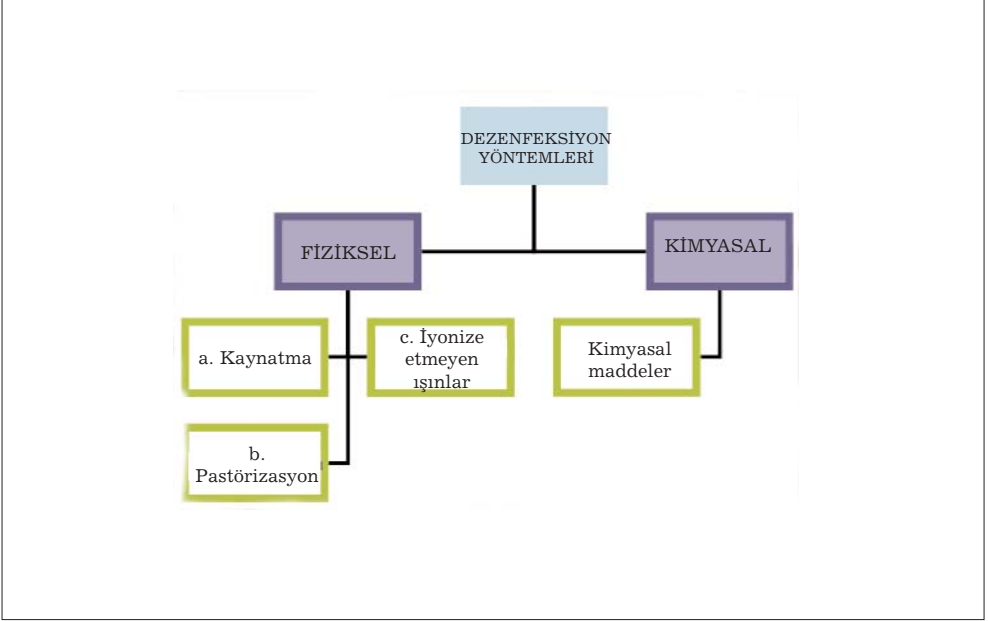 DEZENFEKSİYON
YÖNTEMLERİ
FİZİKSEL
KİMYASAL
a. Kaynatma
c. İyonize
etmeyen
ışınlar
Kimyasal
maddeler
b.
Pastörizasyon